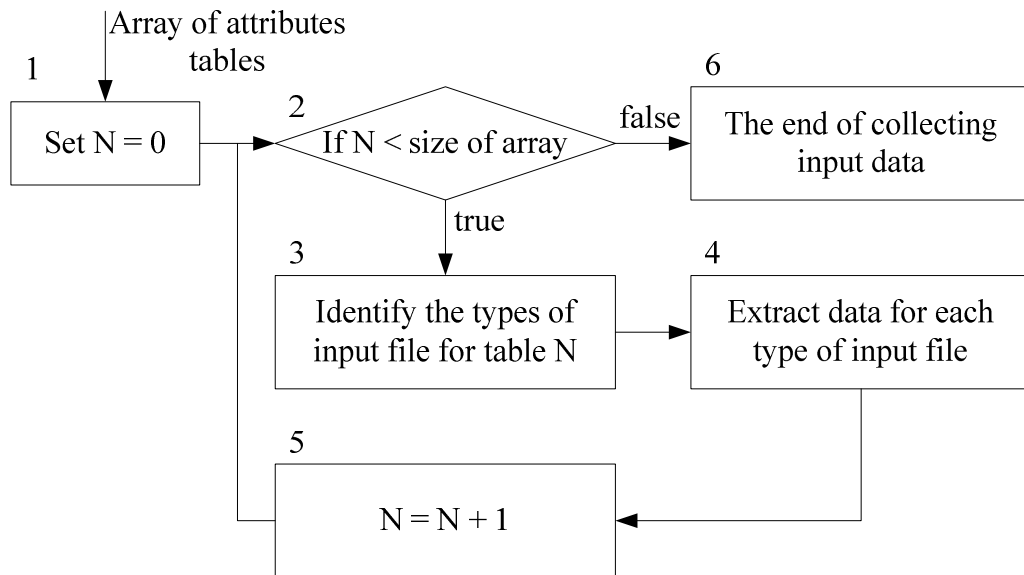 Array of attributes
tables
1
Set N = 0
2
If N < size of array
false
6
The end of collecting
input data
true
3
Identify the types of
input file for table N
4
Extract data for each
type of input file
5
N = N + 1